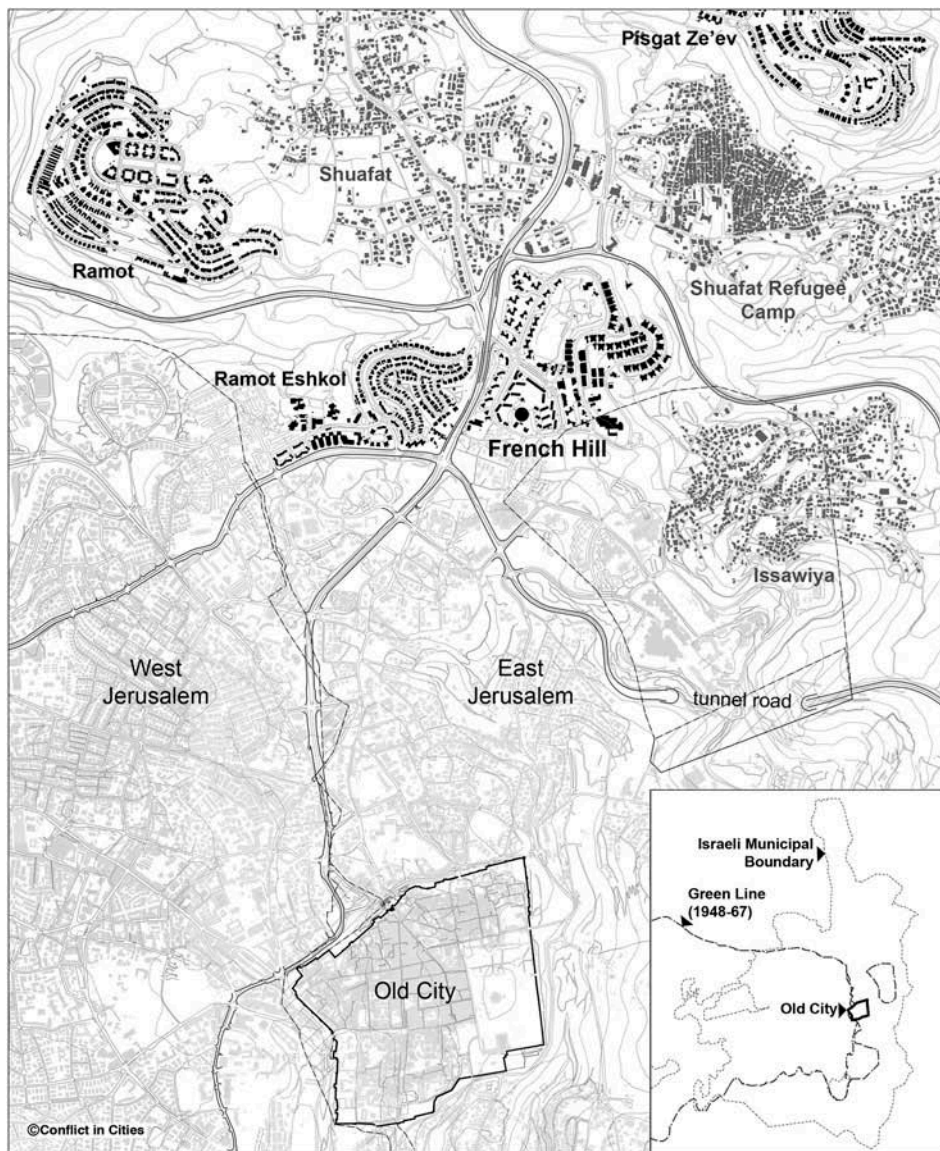 Pisgat Ze'ev
Shuafat
Ramot
Shuafat Refugee
Camp
Ramot Eshkol
French Hill
Issawiya
West
Jerusalem
East
Jerusalem
tunnel road
Old City
Israeli Municipal
Boundary
Green Line
(1948-67)
Old City
©Conflict in Cities